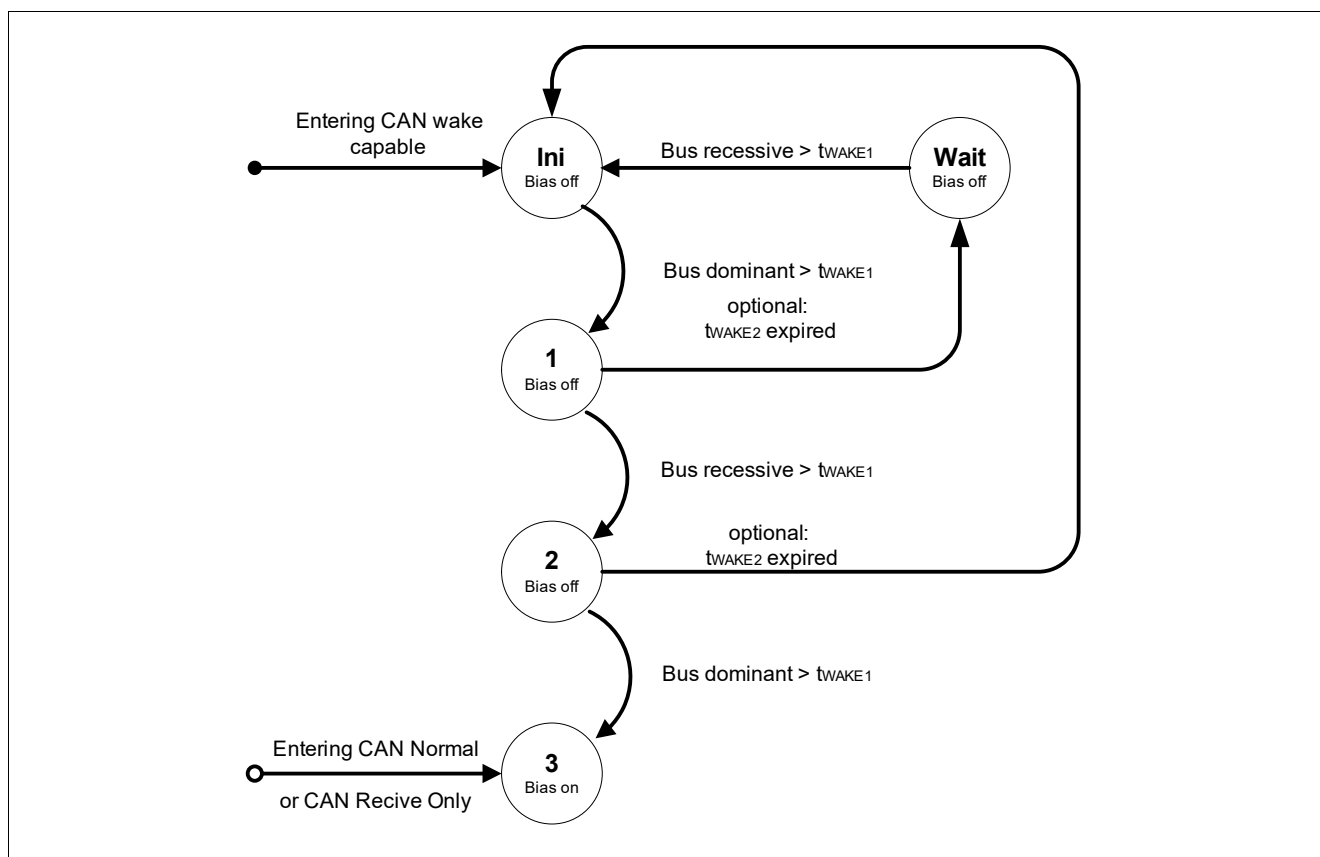 Entering CAN wake
capable
Ini
Bias off
Bus recessive > tWAKE1
Wait
Bias off
Bus dominant > tWAKE1
optional:
tWAKE2 expired
1
Bias off
Bus recessive > tWAKE1
optional:
tWAKE2 expired
2
Bias off
Bus dominant > tWAKE1
Entering CAN Normal
or CAN Recive Only
3
Bias on